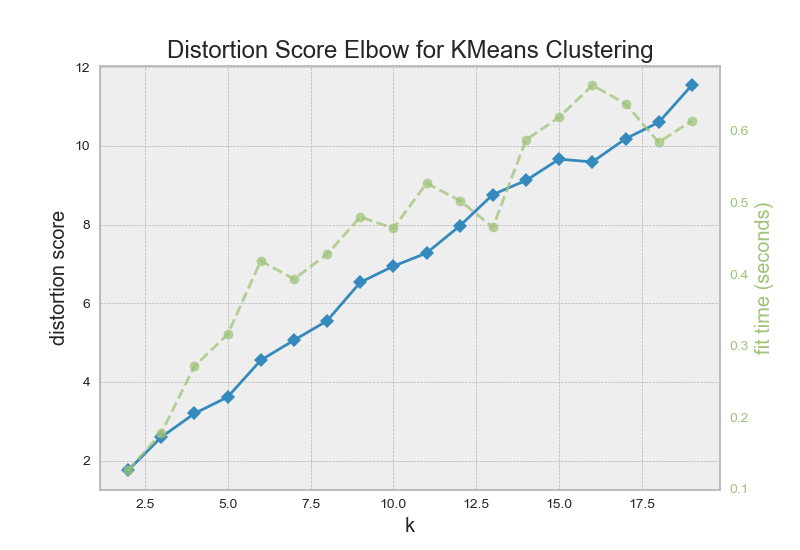 Distortion Score Elbow for KMeans Clustering
12
10
8
6
4
2
distortion score
0.6
0.5
0.4
0.3
0.2
0.1
fit time (seconds)
2.5 5.0 7.5 10.0 12.5 15.0 17.5
k